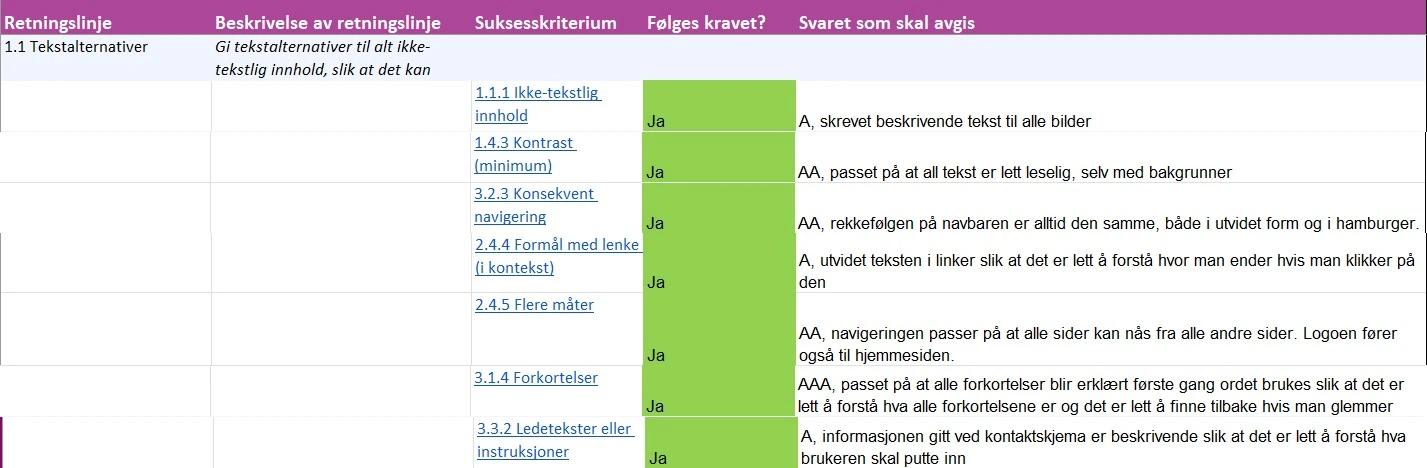 Retningslinje Beskrivelse av retningslinje Suksesskriterium Følges kravet? Svaret som skal avgis
1.1 Tekstalternativer Gi tekstalternativer til alt ikke-
tekstlig innhold, slik at det kan
1.1.1 Ikke-tekstlig
innhold
Ja A, skrevet beskrivende tekst til alle bilder
1.4.3 Kontrast
(minimum)
Ja AA, passet på at all tekst er lett leselig, selv med bakgrunner
3.2.3 Konsekvent
navigering
Ja AA, rekkefølgen på navbaren er alltid den samme, både i utvidet form og i hamburger.
2.4.4 Formål med lenke
(i kontekst)
Ja A, utvidet teksten i linker slik at det er lett å forstå hvor man ender hvis man klikker på
den
2.4.5 Flere måter
Ja AA, navigeringen passer på at alle sider kan nås fra alle andre sider. Logoen fører
også til hjemmesiden.
3.1.4 Forkortelser
Ja AAA, passet på at alle forkortelser blir erklært første gang ordet brukes slik at det er
lett å forstå hva alle forkortelsene er og det er lett å finne tilbake hvis man glemmer
3.3.2 Ledetekster eller
instruksjoner
Ja A, informasjonen gitt ved kontaktskjema er beskrivende slik at det er lett å forstå hva
brukeren skal putte inn